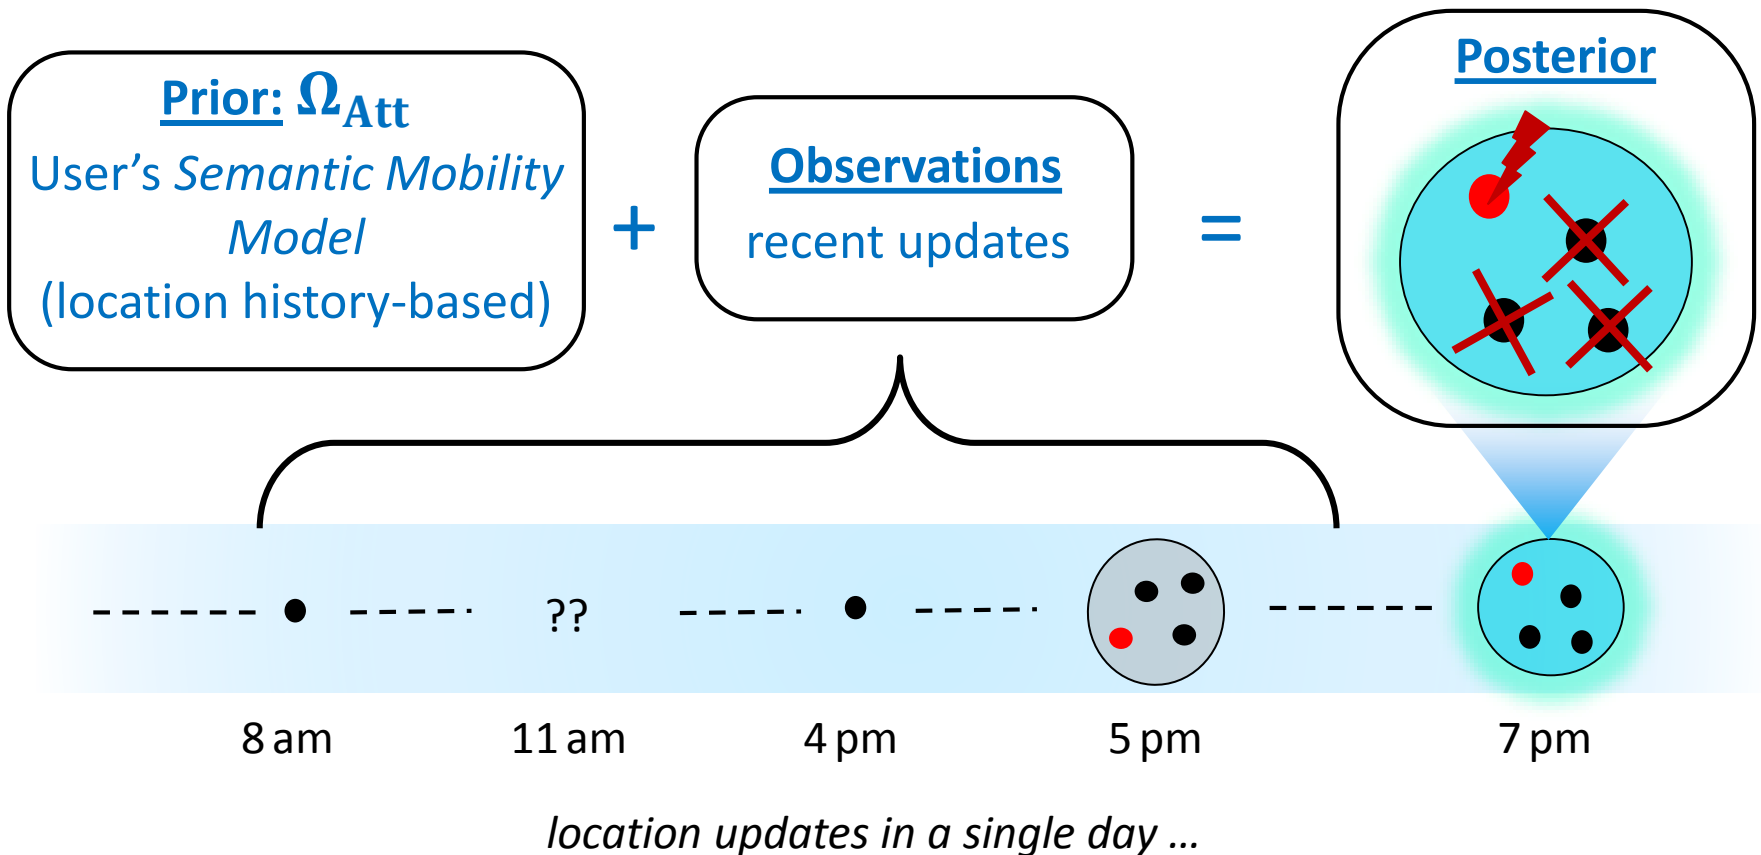 Prior: Ω_Att
User’s Semantic Mobility
Model
(location history-based)
+
Observations
recent updates
=
Posterior
??
8 am
11 am
4 pm
5 pm
7 pm
location updates in a single day ...